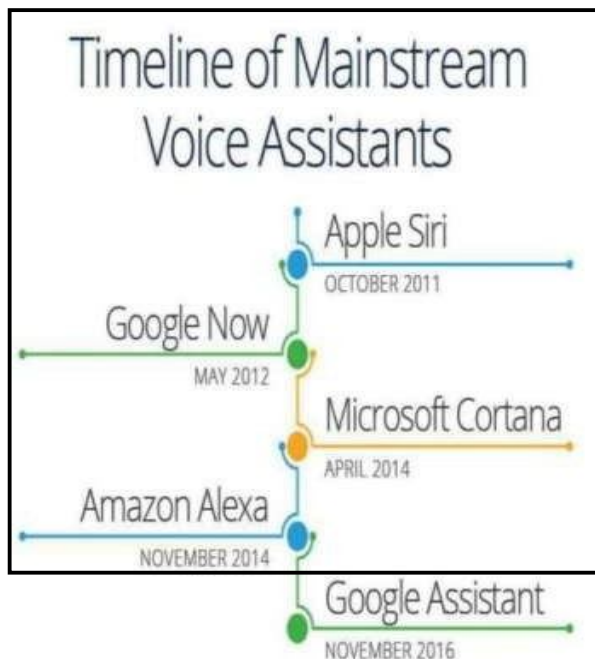 Timeline of Mainstream
Voice Assistants
Apple Siri
OCTOBER 2011
Google Now
MAY 2012
Microsoft Cortana
APRIL 2014
Amazon Alexa
NOVEMBER 2014
Google Assistant
NOVEMBER 2016